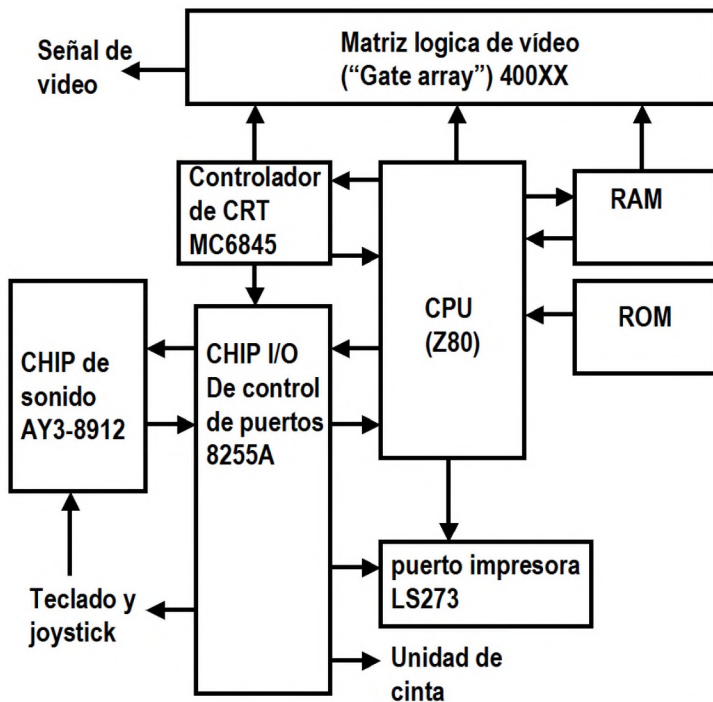 Señal de
video
Matriz logica de vídeo
(“Gate array”) 400XX
Controlador
de CRT
MC6845
RAM
CPU
(Z80)
ROM
CHIP de
sonido
AY3-8912
CHIP I/O
De control
de puertos
8255A
puerto impresora
LS273
Teclado y
joystick
Unidad de
cinta